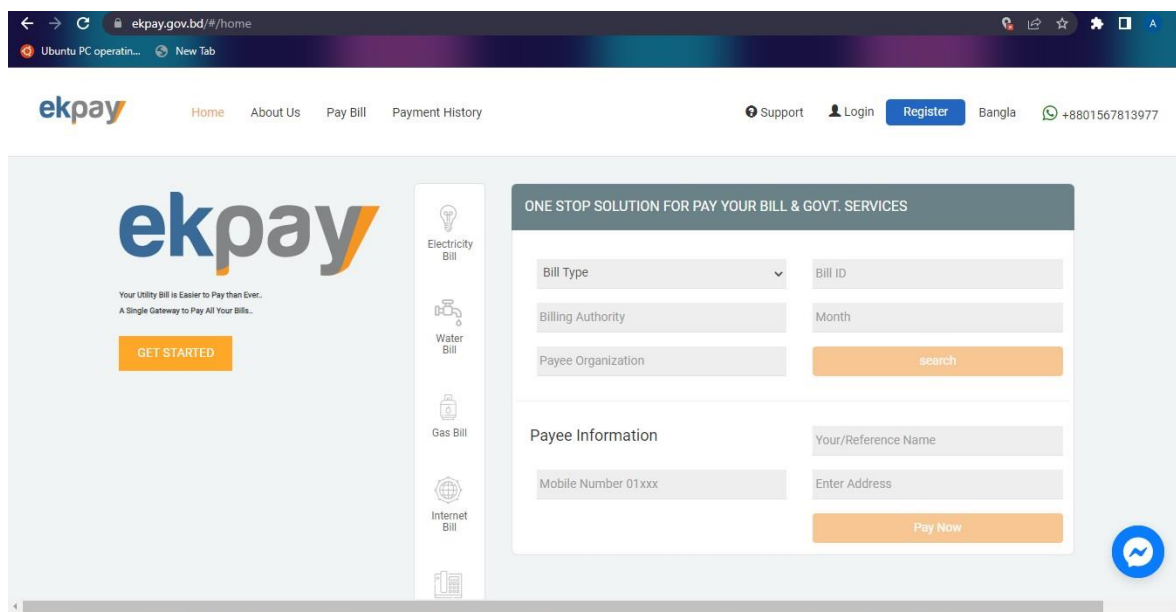 ekpay.gov.bd/#/home
A
Ubuntu PC operatin...
New Tab
ekpay
Home
About Us
Pay Bill
Payment History
Support
Login
Register
Bangla
+8801567813977
ekpay
Your Utility Bill is Easier to Pay than Ever..
A Single Gateway to Pay All Your Bills..
GET STARTED
Electricity
Bill
Water
Bill
Gas Bill
Internet
Bill
ONE STOP SOLUTION FOR PAY YOUR BILL & GOVT. SERVICES
Bill Type
Bill ID
Billing Authority
Month
Payee Organization
search
Payee Information
Your/Reference Name
Mobile Number 01xxx
Enter Address
Pay Now